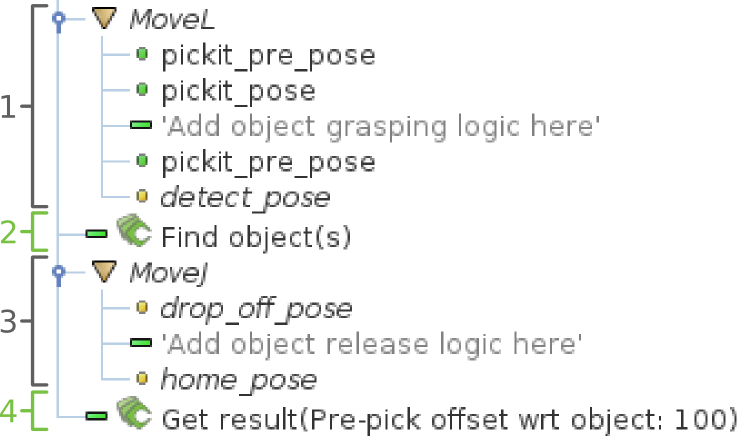 MoveL
pickit_pre_pose
pickit_pose
1
'Add object grasping logic here'
pickit_pre_pose
detect_pose
2
Find object(s)
MoveJ
drop_off_pose
3
'Add object release logic here'
home_pose
4
Get result(Pre-pick offset wrt object: 100)